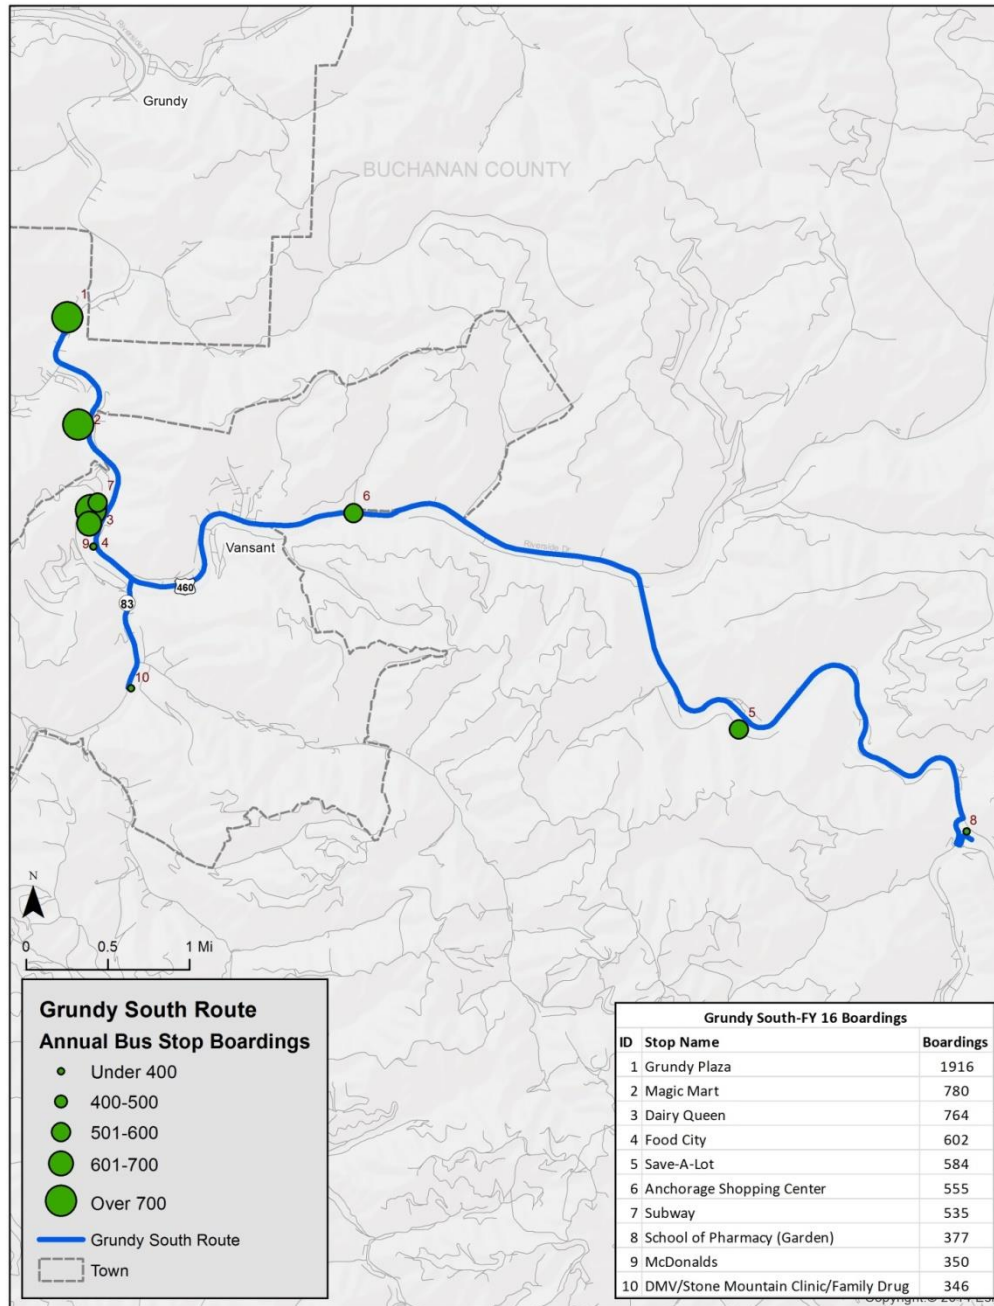 Riverside Dr
Grundy
BUCHANAN COUNTY
1
2
7
3
9 4
6
Vansant
Riverside Dr
460
83
10
5
8
N
0 0.5 1 Mi
Grundy South Route
Annual Bus Stop Boardings
Under 400
400-500
501-600
601-700
Over 700
Grundy South Route
Town
Grundy South-FY 16 Boardings
ID Stop Name Boardings
1 Grundy Plaza 1916
2 Magic Mart 780
3 Dairy Queen 764
4 Food City 602
5 Save-A-Lot 584
6 Anchorage Shopping Center 555
7 Subway 535
8 School of Pharmacy (Garden) 377
9 McDonalds 350
10 DMV/Stone Mountain Clinic/Family Drug 346